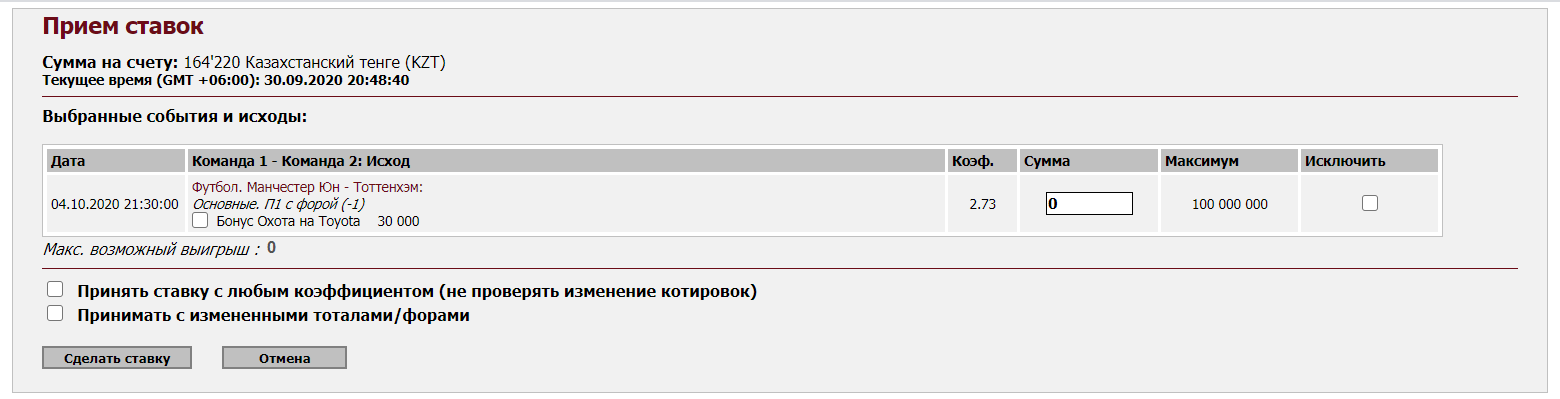 Прием ставок
Сумма на счету: 164'220 Казахстанский тенге (KZT)
Текущее время (GMT +06:00): 30.09.2020 20:48:40
Выбранные события и исходы:
Дата Команда 1 - Команда 2: Исход Коэф. Сумма Максимум Исключить
Футбол. Манчестер Юн - Тоттенхэм:
04.10.2020 21:30:00 Основные. П1 с форой (-1) 2.73 0 100 000 000
Бонус Охота на Toyota 30 000
Макс. возможный выигрыш : 0
Принять ставку с любым коэффициентом (не проверять изменение котировок)
Принимать с измененными тоталами/форами
Сделать ставку Отмена